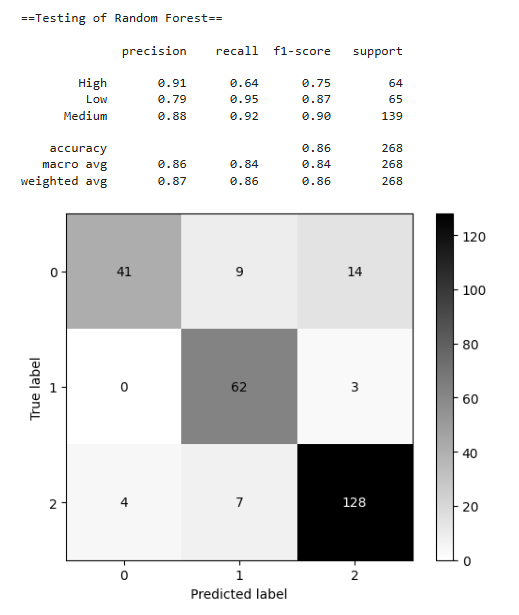 ==Testing of Random Forest==
precision recall f1-score support
High 0.91 0.64 0.75 64
Low 0.79 0.95 0.87 65
Medium 0.88 0.92 0.90 139
accuracy 0.86 268
macro avg 0.86 0.84 0.84 268
weighted avg 0.87 0.86 0.86 268
True label
0 41 9 14
1 0 62 3
2 4 7 128
0 1 2
Predicted label
120
100
80
60
40
20
0